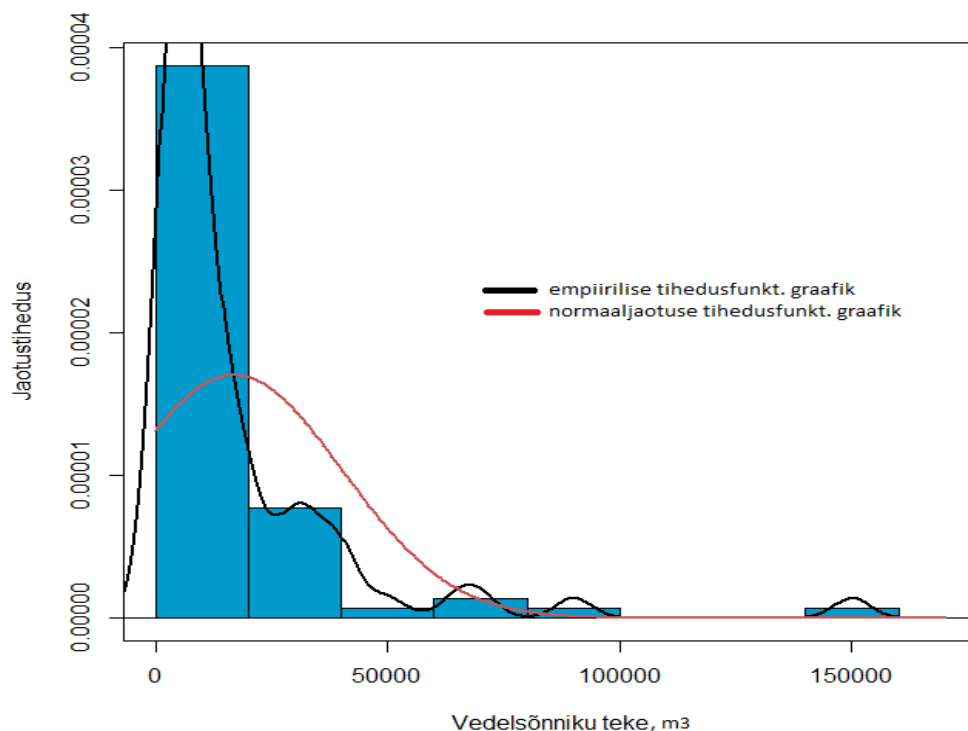 0.00004
0.00003
0.00002
0.00001
0.00000
Jaotustihedus
empiirilise tihedusfunkt. graafik
normaaljaotuse tihedusfunkt. graafik
0
50000
100000
150000
Vedelsõnniku teke, m3